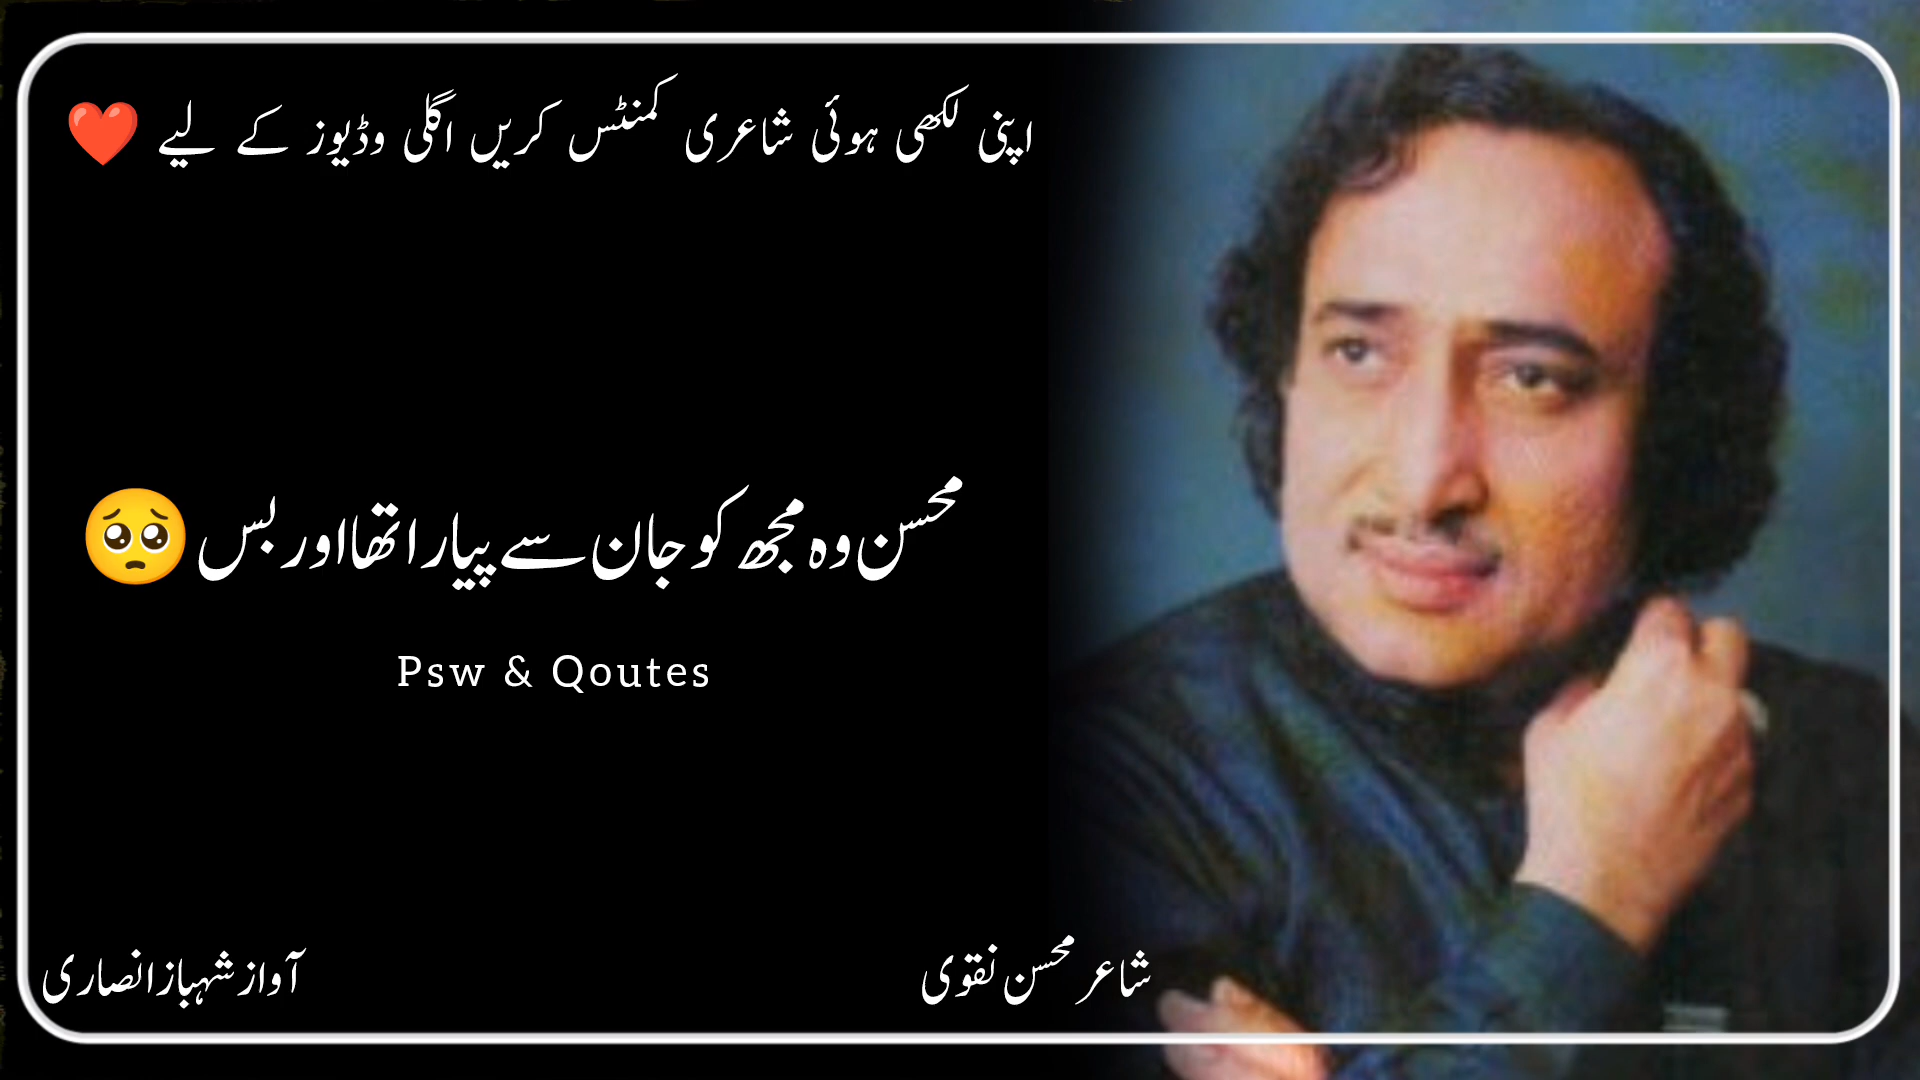 اپنی لکھی ہوئی شاعری کمنٹس کریں اگلی وڈیوز کے لیے ❤️
محسن وہ مجھ کو جان سے پیارا تھا اور بس 🥺
Psw & Qoutes
شاعر محسن نقوی
آواز شہباز انصاری